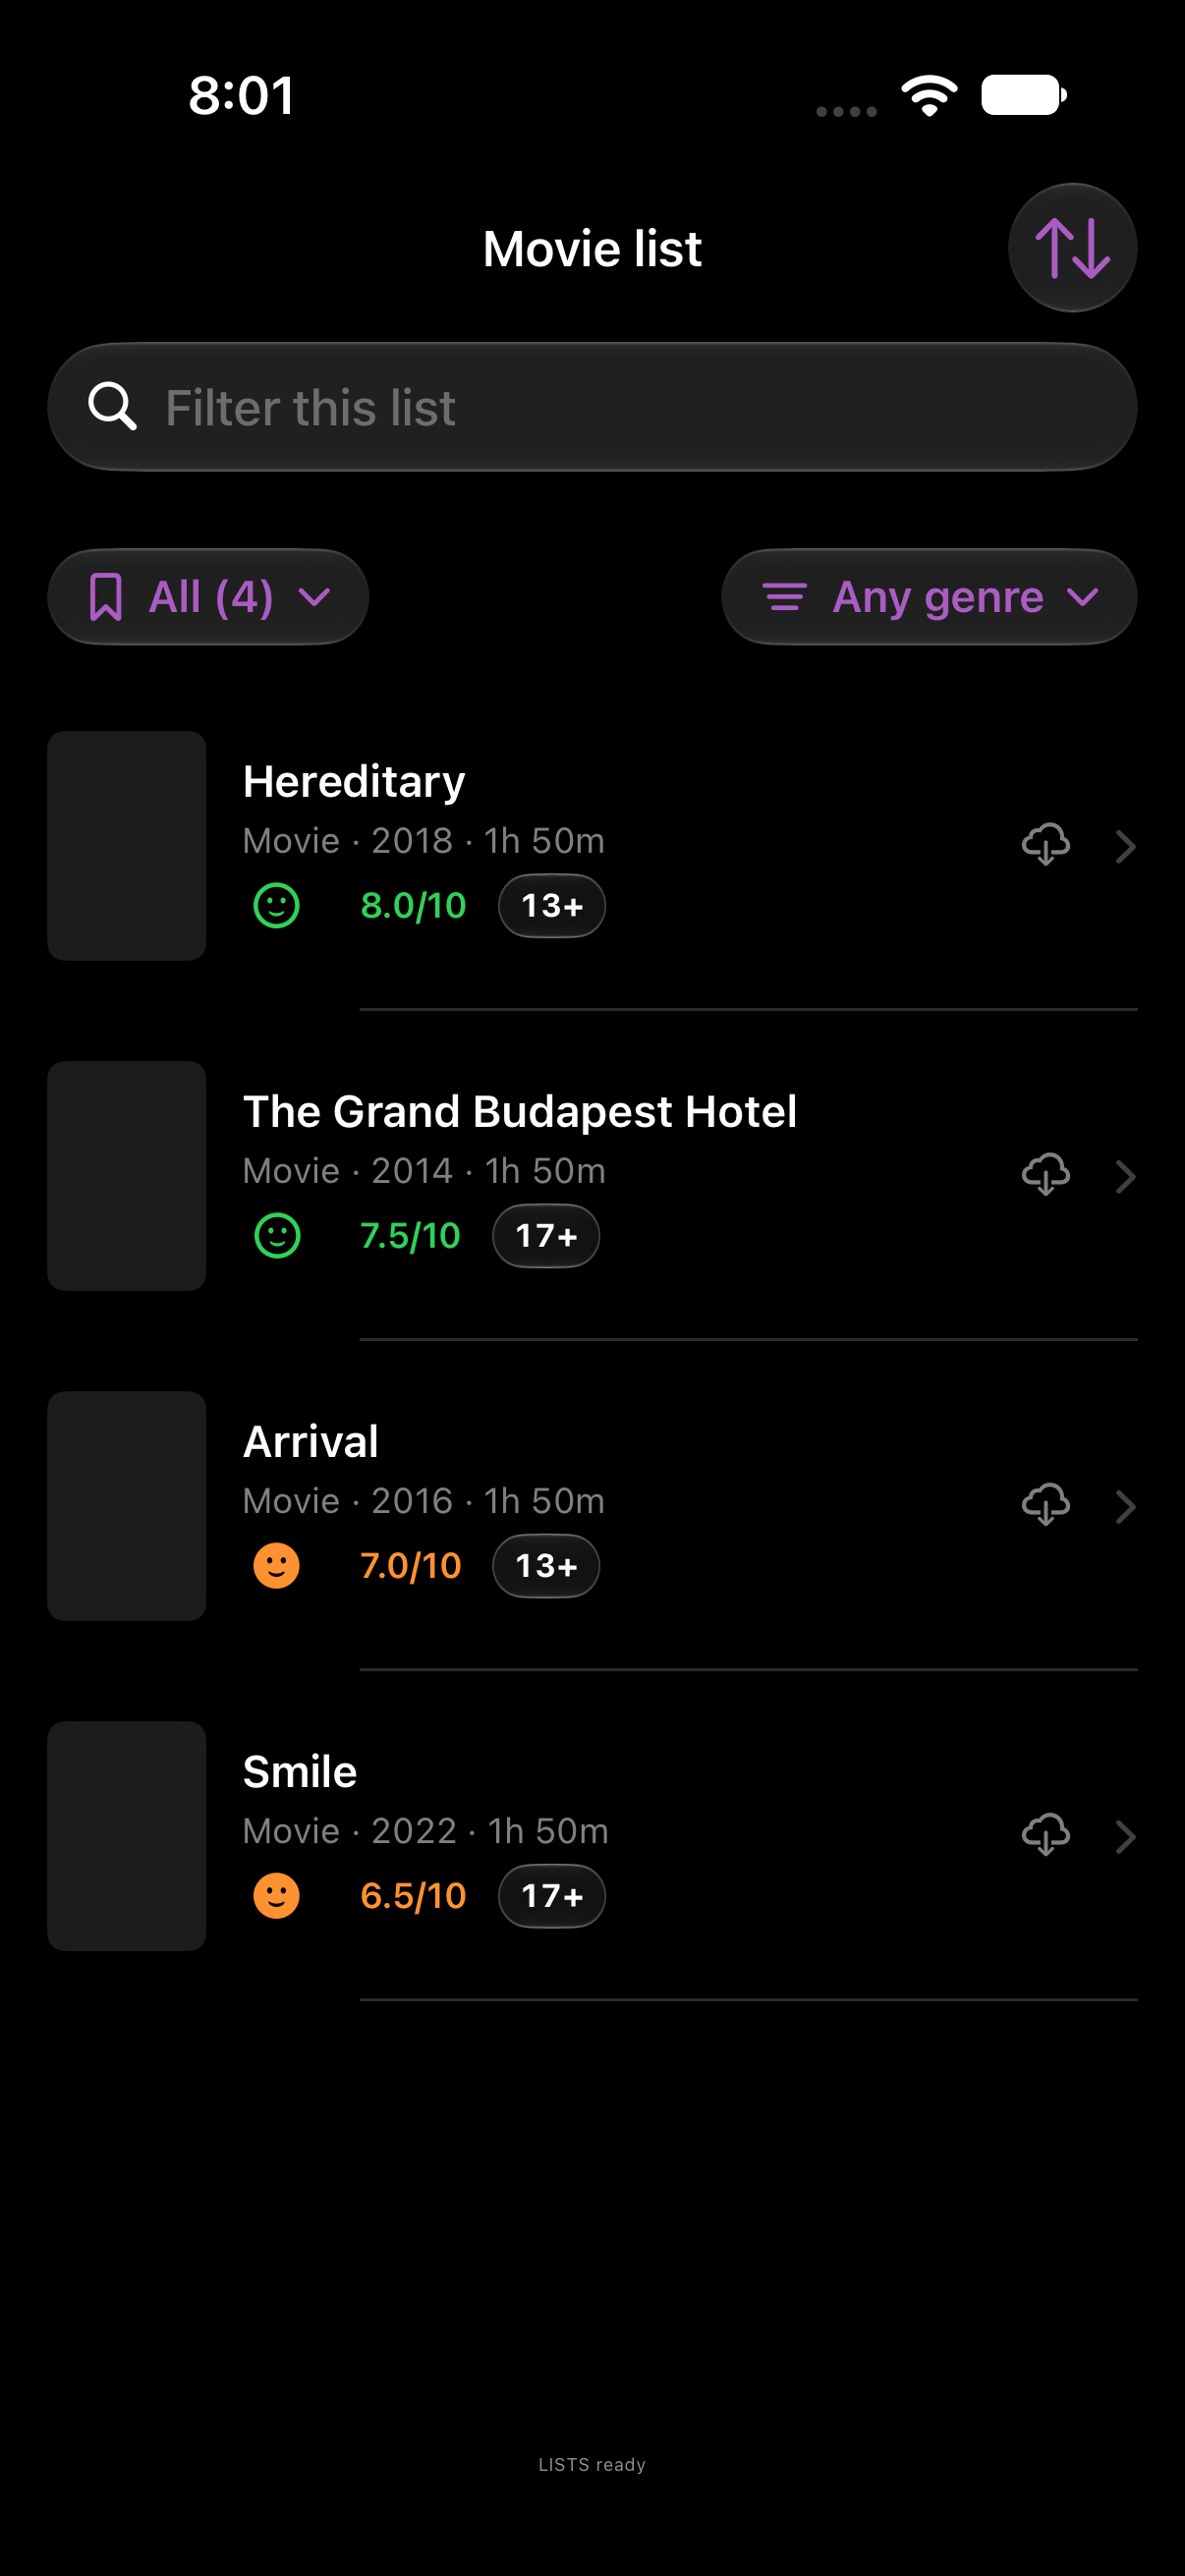 8:01
Movie list
Filter this list
All (4)
Any genre
Hereditary
Movie · 2018 · 1h 50m
8.0/10 13+
The Grand Budapest Hotel
Movie · 2014 · 1h 50m
7.5/10 17+
Arrival
Movie · 2016 · 1h 50m
7.0/10 13+
Smile
Movie · 2022 · 1h 50m
6.5/10 17+
LISTS ready